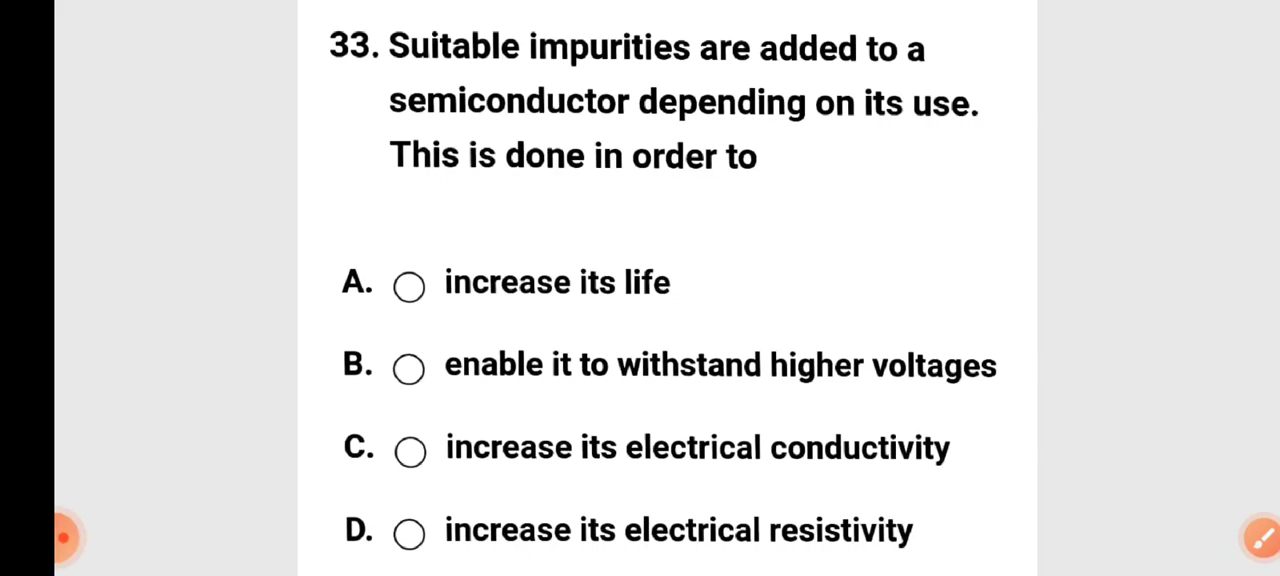 33. Suitable impurities are added to a
semiconductor depending on its use.
This is done in order to
A. increase its life
B. enable it to withstand higher voltages
C. increase its electrical conductivity
D. increase its electrical resistivity